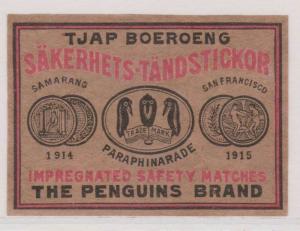 TJAP BOEROENG
SÄKERHETS-TÄNDSTICKOR
SAMARANG
SAN FRANCISCO
TRADE MARK
1914
PARAPHINARADE
1915
IMPREGNATED SAFETY MATCHES
THE PENGUINS BRAND